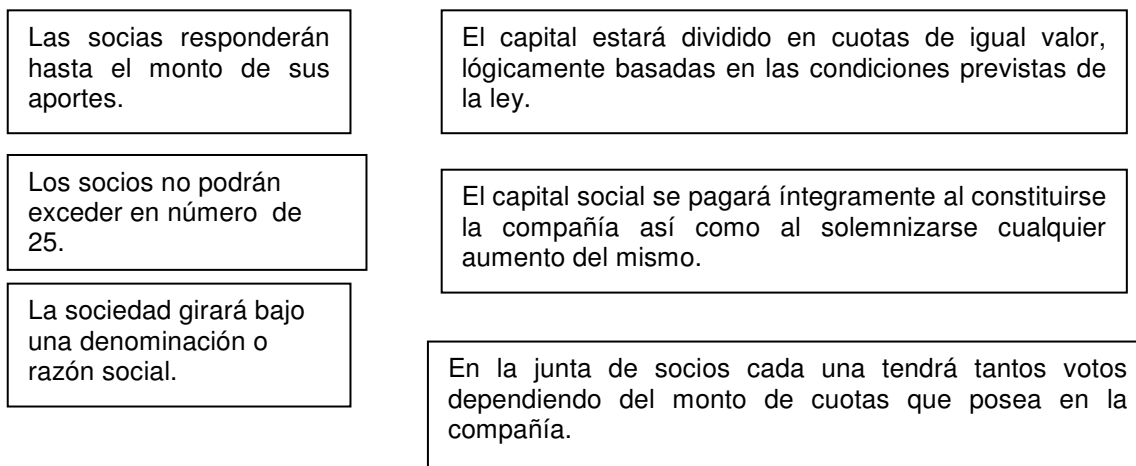 Las socias responderán
hasta el monto de sus
aportes.
Los socios no podrán
exceder en número de
25.
La sociedad girará bajo
una denominación o
razón social.
El capital estará dividido en cuotas de igual valor,
lógicamente basadas en las condiciones previstas de
la ley.
El capital social se pagará íntegramente al constituirse
la compañía así como al solemnizarse cualquier
aumento del mismo.
En la junta de socios cada una tendrá tantos votos
dependiendo del monto de cuotas que posea en la
compañía.